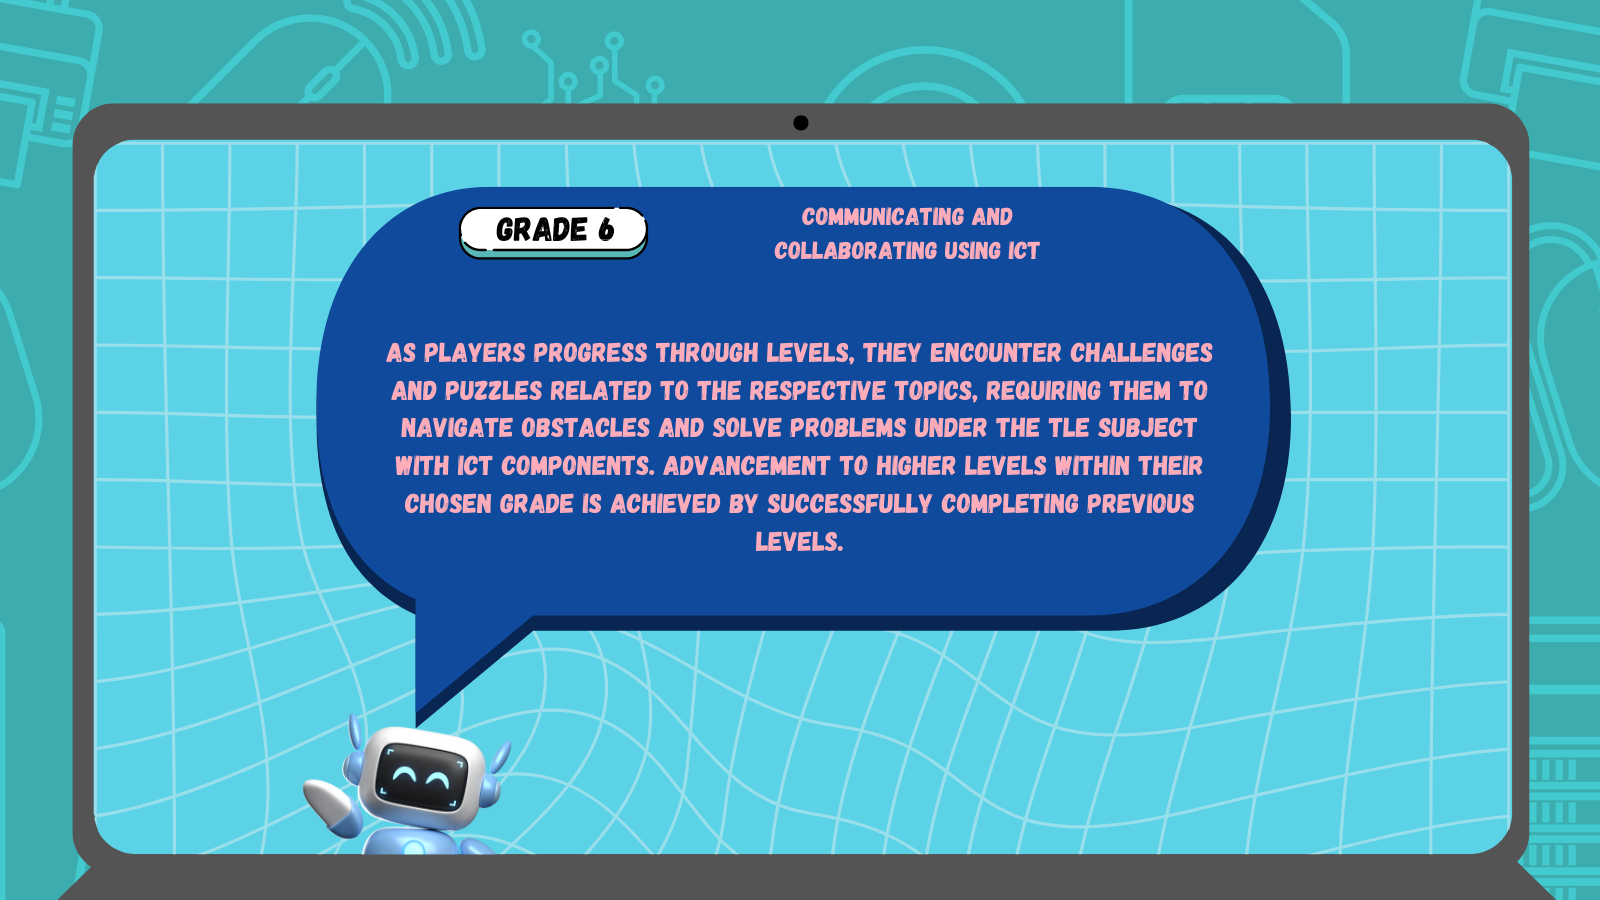 GRADE 6
COMMUNICATING AND
COLLABORATING USING ICT
AS PLAYERS PROGRESS THROUGH LEVELS, THEY ENCOUNTER CHALLENGES
AND PUZZLES RELATED TO THE RESPECTIVE TOPICS, REQUIRING THEM TO
NAVIGATE OBSTACLES AND SOLVE PROBLEMS UNDER THE TLE SUBJECT
WITH ICT COMPONENTS. ADVANCEMENT TO HIGHER LEVELS WITHIN THEIR
CHOSEN GRADE IS ACHIEVED BY SUCCESSFULLY COMPLETING PREVIOUS
LEVELS.